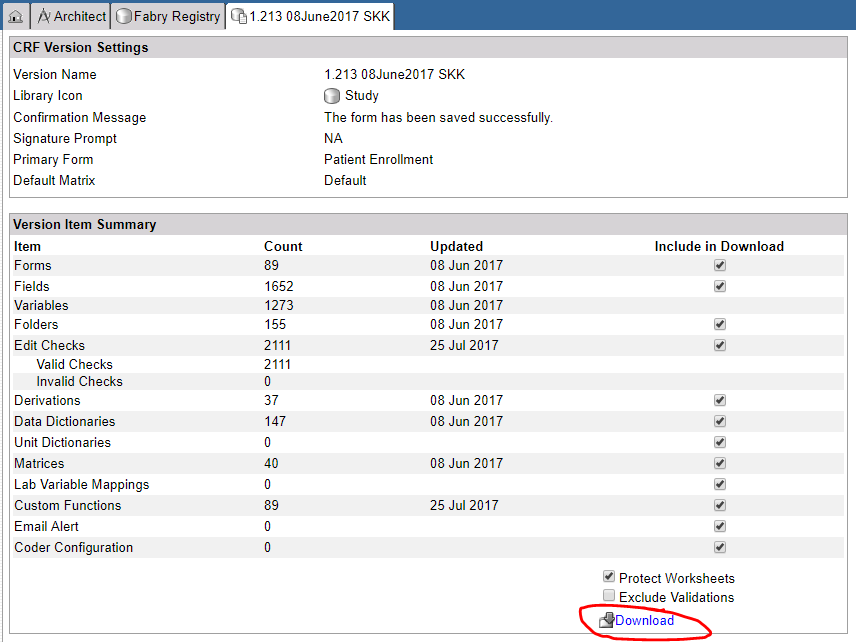 Architect Fabry Registry 1.213 08June2017 SKK
CRF Version Settings
Version Name 1.213 08June2017 SKK
Library Icon Study
Confirmation Message The form has been saved successfully.
Signature Prompt NA
Primary Form Patient Enrollment
Default Matrix Default
Version Item Summary
Item Count Updated Include in Download
Forms 89 08 Jun 2017
Fields 1652 08 Jun 2017
Variables 1273 08 Jun 2017
Folders 155 08 Jun 2017
Edit Checks 2111 25 Jul 2017
Valid Checks 2111
Invalid Checks 0
Derivations 37 08 Jun 2017
Data Dictionaries 147 08 Jun 2017
Unit Dictionaries 0
Matrices 40 08 Jun 2017
Lab Variable Mappings 0
Custom Functions 89 25 Jul 2017
Email Alert 0
Coder Configuration 0
Protect Worksheets
Exclude Validations
Download